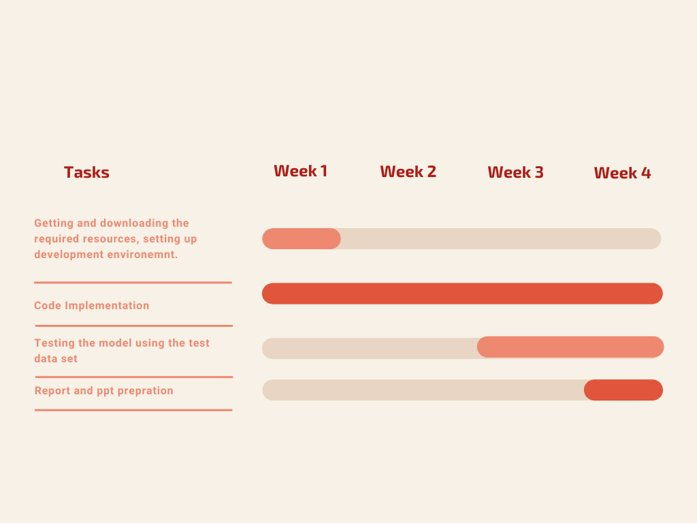 Tasks Week 1 Week 2 Week 3 Week 4
Getting and downloading the
required resources, setting up
development environemnt.
Code Implementation
Testing the model using the test
data set
Report and ppt prepration